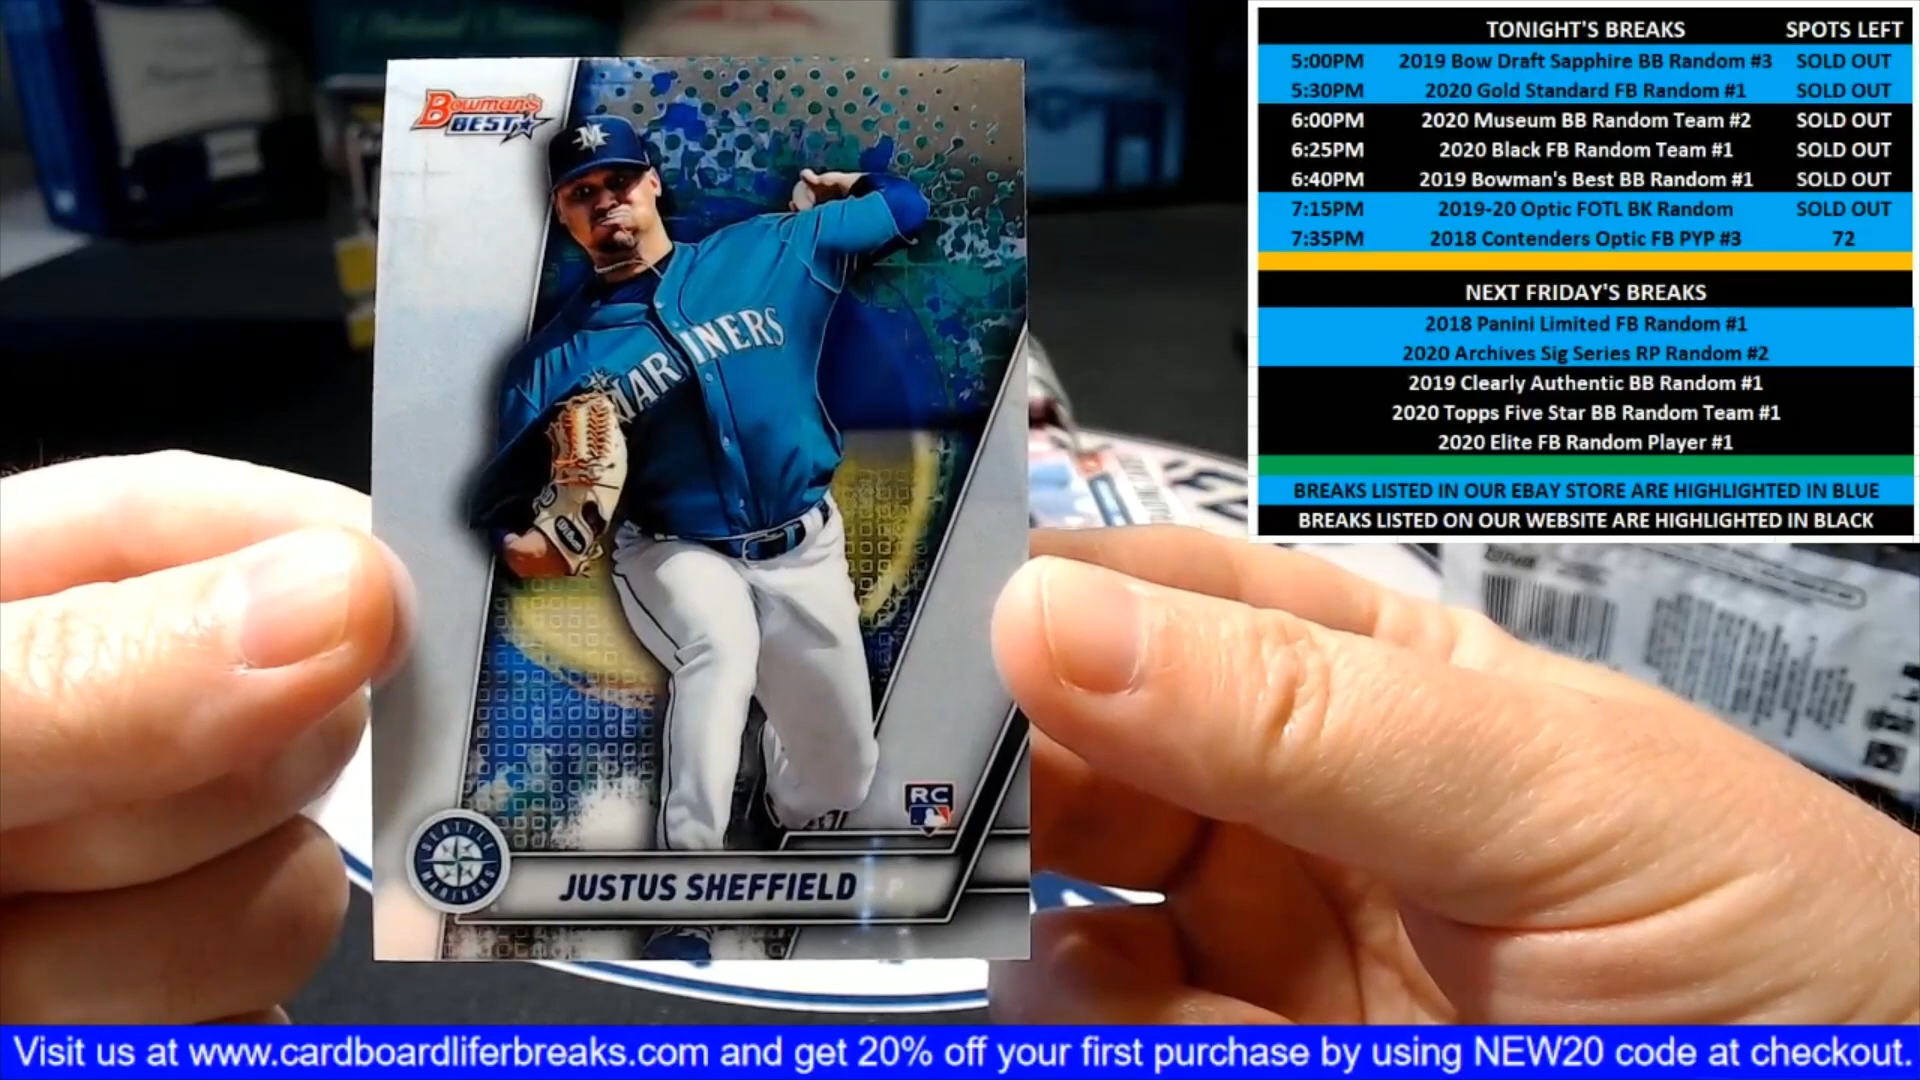 Bowman's
BEST
M
MARINERS
Wilson
RC
SEATTLE
MARINERS
JUSTUS SHEFFIELD P
TONIGHT'S BREAKS SPOTS LEFT
5:00PM 2019 Bow Draft Sapphire BB Random #3 SOLD OUT
5:30PM 2020 Gold Standard FB Random #1 SOLD OUT
6:00PM 2020 Museum BB Random Team #2 SOLD OUT
6:25PM 2020 Black FB Random Team #1 SOLD OUT
6:40PM 2019 Bowman's Best BB Random #1 SOLD OUT
7:15PM 2019-20 Optic FOTL BK Random SOLD OUT
7:35PM 2018 Contenders Optic FB PYP #3 72
NEXT FRIDAY'S BREAKS
2018 Panini Limited FB Random #1
2020 Archives Sig Series RP Random #2
2019 Clearly Authentic BB Random #1
2020 Topps Five Star BB Random Team #1
2020 Elite FB Random Player #1
BREAKS LISTED IN OUR EBAY STORE ARE HIGHLIGHTED IN BLUE
BREAKS LISTED ON OUR WEBSITE ARE HIGHLIGHTED IN BLACK
Visit us at www.cardboardliferbreaks.com and get 20% off your first purchase by using NEW20 code at checkout.